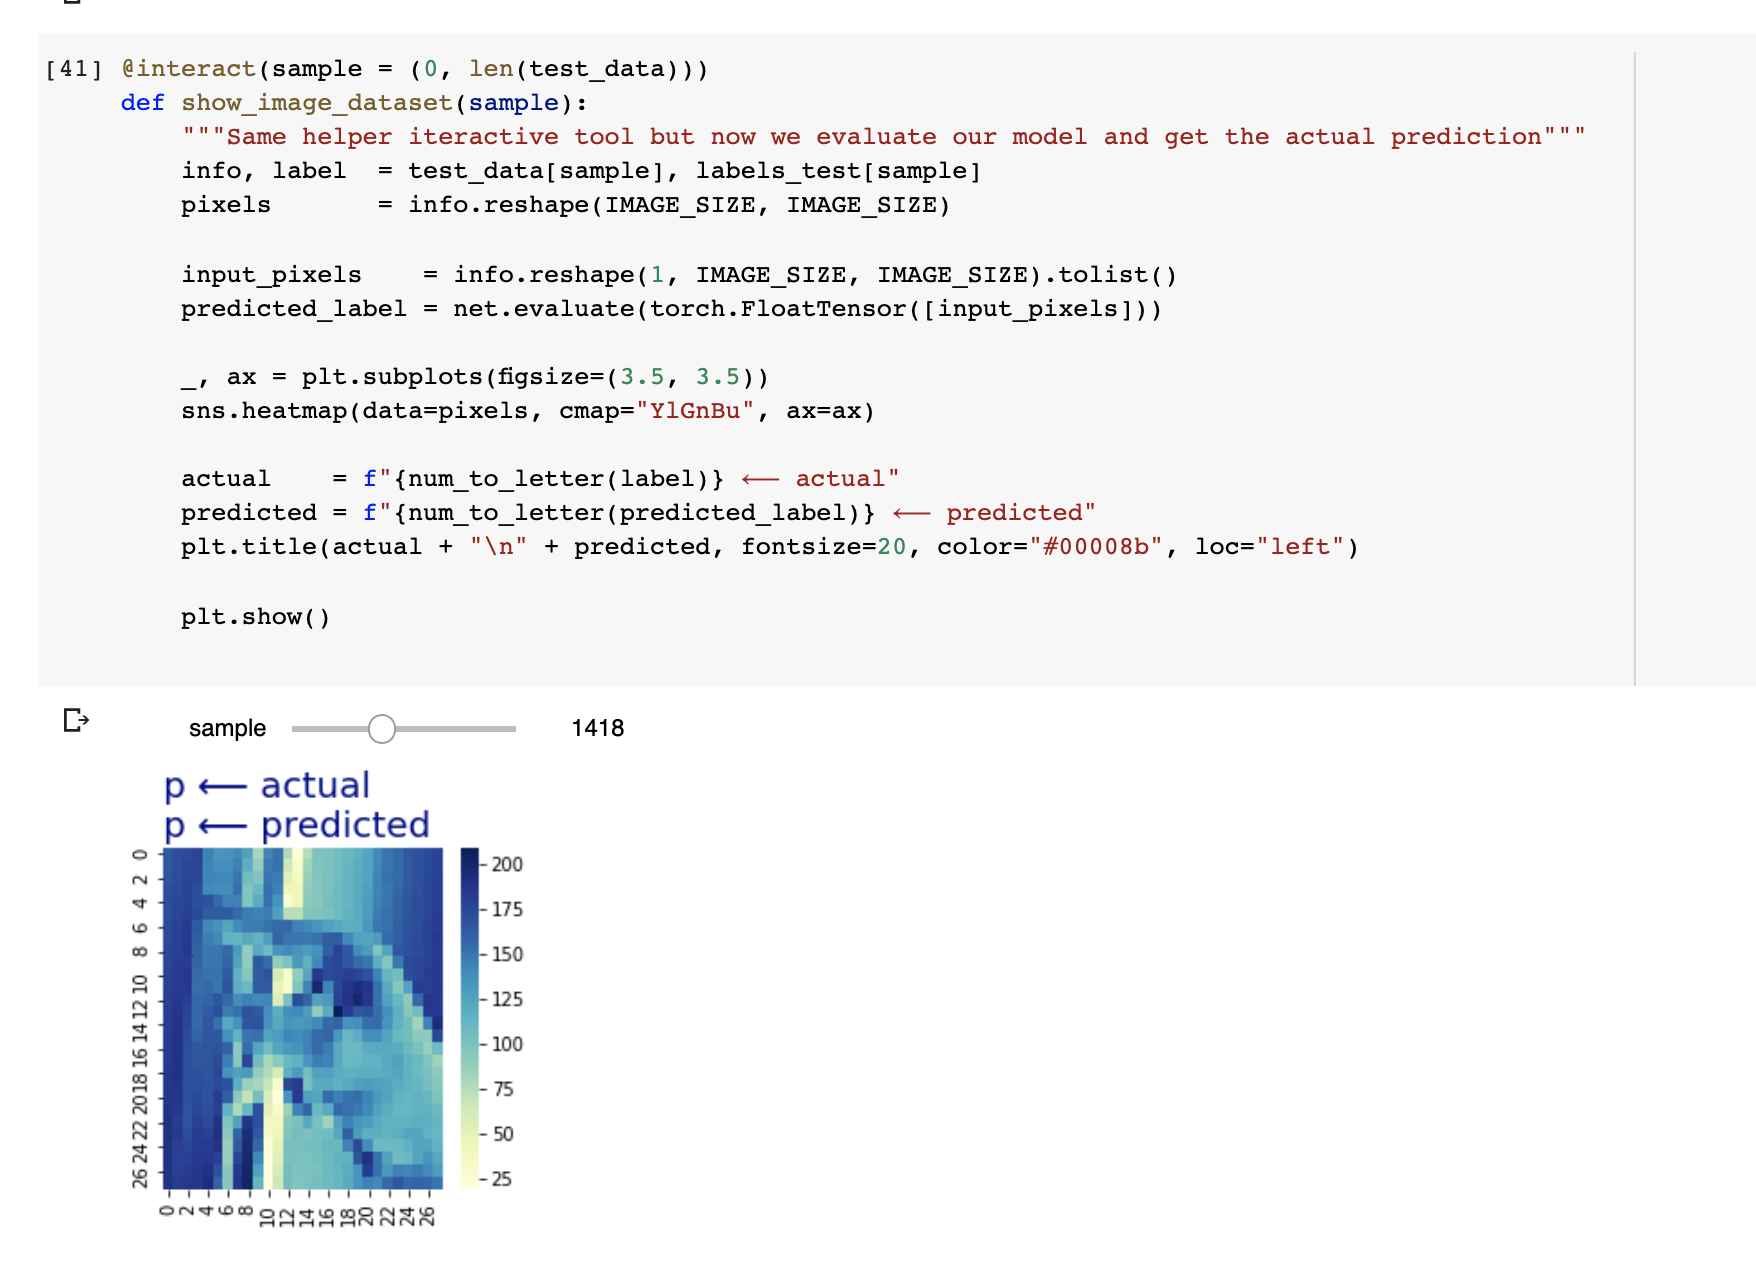 [41] @interact(sample = (0, len(test_data)))
def show_image_dataset(sample):
"""Same helper iteractive tool but now we evaluate our model and get the actual prediction"""
info, label  = test_data[sample], labels_test[sample]
pixels       = info.reshape(IMAGE_SIZE, IMAGE_SIZE)
input_pixels    = info.reshape(1, IMAGE_SIZE, IMAGE_SIZE).tolist()
predicted_label = net.evaluate(torch.FloatTensor([input_pixels]))
_, ax = plt.subplots(figsize=(3.5, 3.5))
sns.heatmap(data=pixels, cmap="YlGnBu", ax=ax)
actual    = f"{num_to_letter(label)} ⟵ actual"
predicted = f"{num_to_letter(predicted_label)} ⟵ predicted"
plt.title(actual + "\n" + predicted, fontsize=20, color="#00008b", loc="left")
plt.show()
sample 1418
p ⟵ actual
p ⟵ predicted
0 2 4 6 8 10 12 14 16 18 20 22 24 26
200
175
150
125
100
75
50
25
0 2 4 6 8 10 12 14 16 18 20 22 24 26